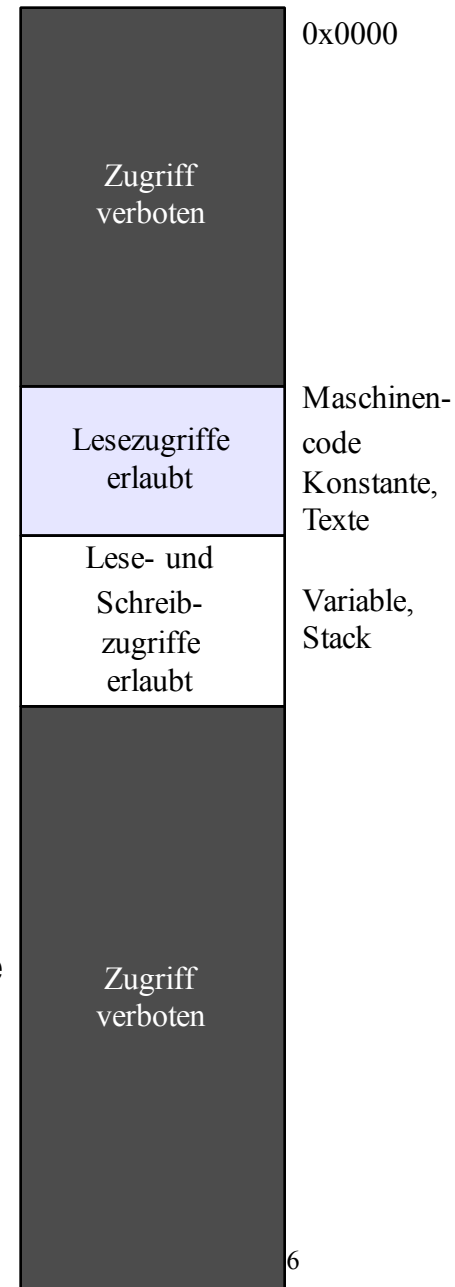 0x0000
Zugriff
verboten
Maschinen-
code
Konstante,
Texte
Lesezugriffe
erlaubt
Lese- und
Schreib-
zugriffe
erlaubt
Variable,
Stack
e
Zugriff
verboten
6